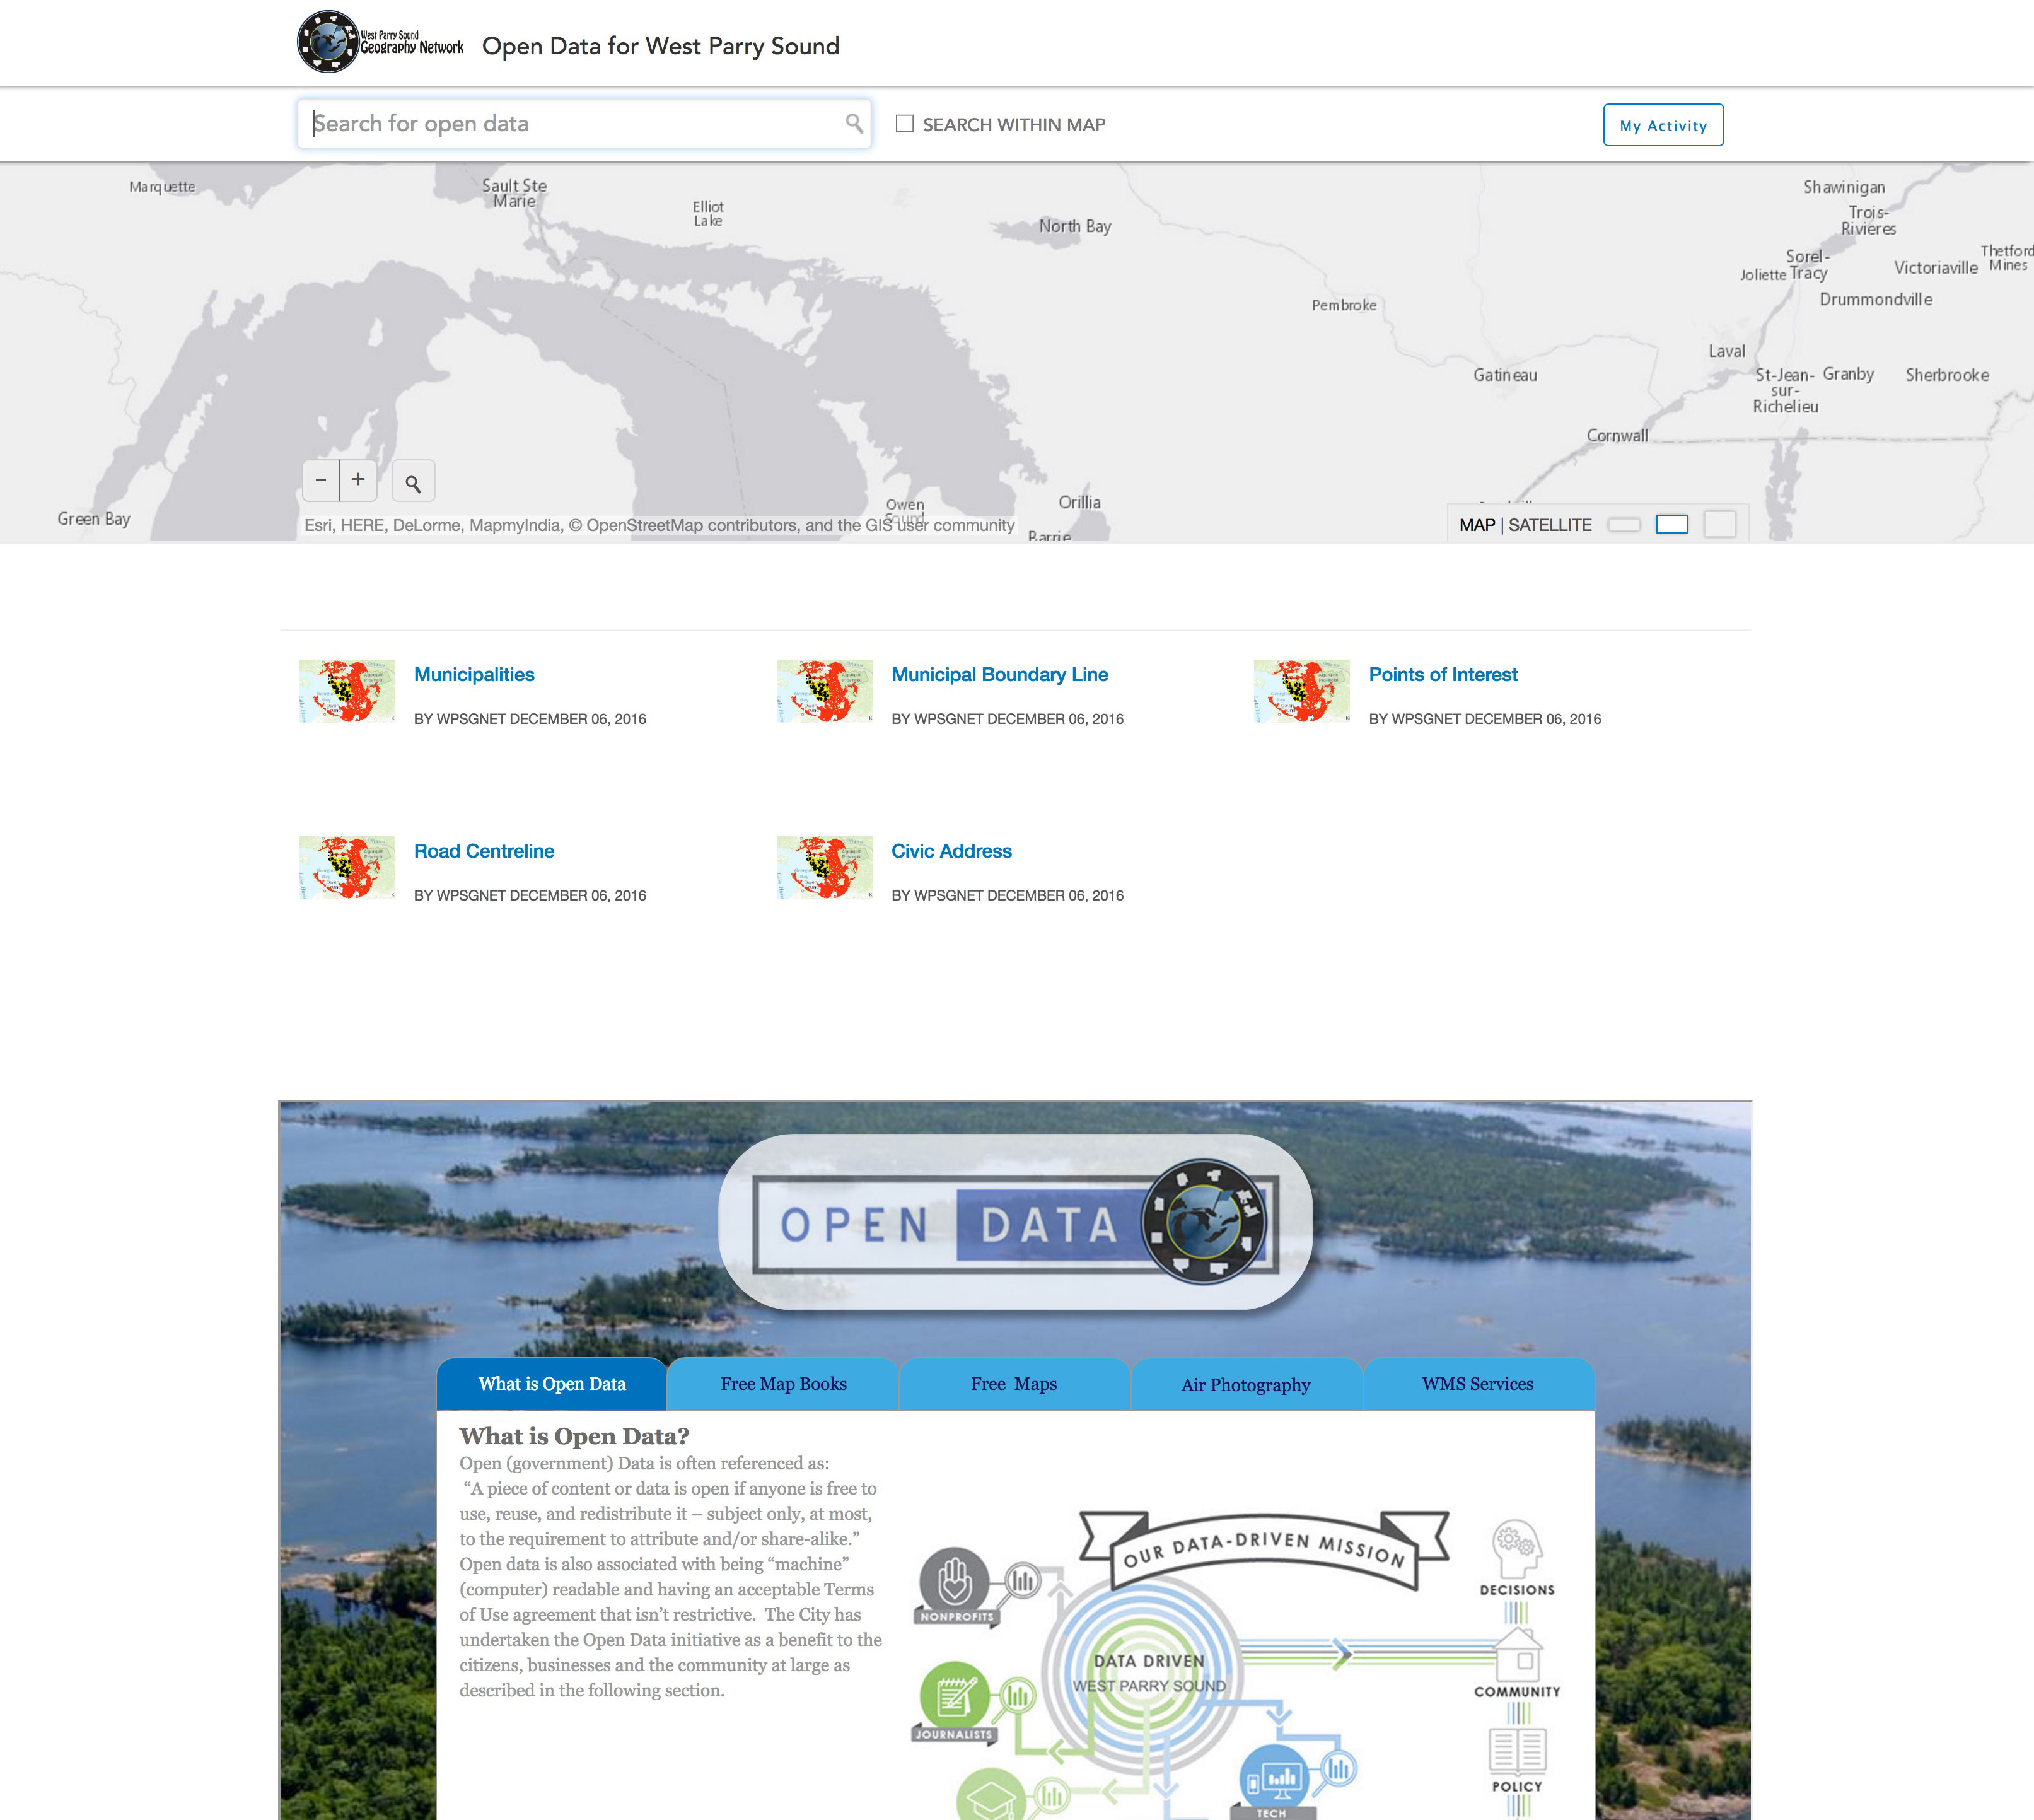 West Parry Sound
Geography Network
Open Data for West Parry Sound
Search for open data
SEARCH WITHIN MAP
My Activity
Marquette
Sault Ste
Marie
Elliot
Lake
North Bay
Shawinigan
Trois-
Rivieres
Thetford
Mines
Sorel-
Tracy
Joliette
Victoriaville
Drummondville
Pembroke
Laval
Gatineau
St-Jean-
sur-
Richelieu
Granby
Sherbrooke
Cornwall
Green Bay
Owen
Sound
Orillia
Barrie
Esri, HERE, DeLorme, MapmyIndia, © OpenStreetMap contributors, and the GIS user community
MAP | SATELLITE
Municipalities
BY WPSGNET DECEMBER 06, 2016
Municipal Boundary Line
BY WPSGNET DECEMBER 06, 2016
Points of Interest
BY WPSGNET DECEMBER 06, 2016
Road Centreline
BY WPSGNET DECEMBER 06, 2016
Civic Address
BY WPSGNET DECEMBER 06, 2016
OPEN DATA
What is Open Data
Free Map Books
Free Maps
Air Photography
WMS Services
What is Open Data?
Open (government) Data is often referenced as:
“A piece of content or data is open if anyone is free to
use, reuse, and redistribute it – subject only, at most,
to the requirement to attribute and/or share-alike.”
Open data is also associated with being “machine”
(computer) readable and having an acceptable Terms
of Use agreement that isn’t restrictive. The City has
undertaken the Open Data initiative as a benefit to the
citizens, businesses and the community at large as
described in the following section.
OUR DATA-DRIVEN MISSION
NONPROFITS
JOURNALISTS
DATA DRIVEN
WEST PARRY SOUND
TECH
DECISIONS
COMMUNITY
POLICY